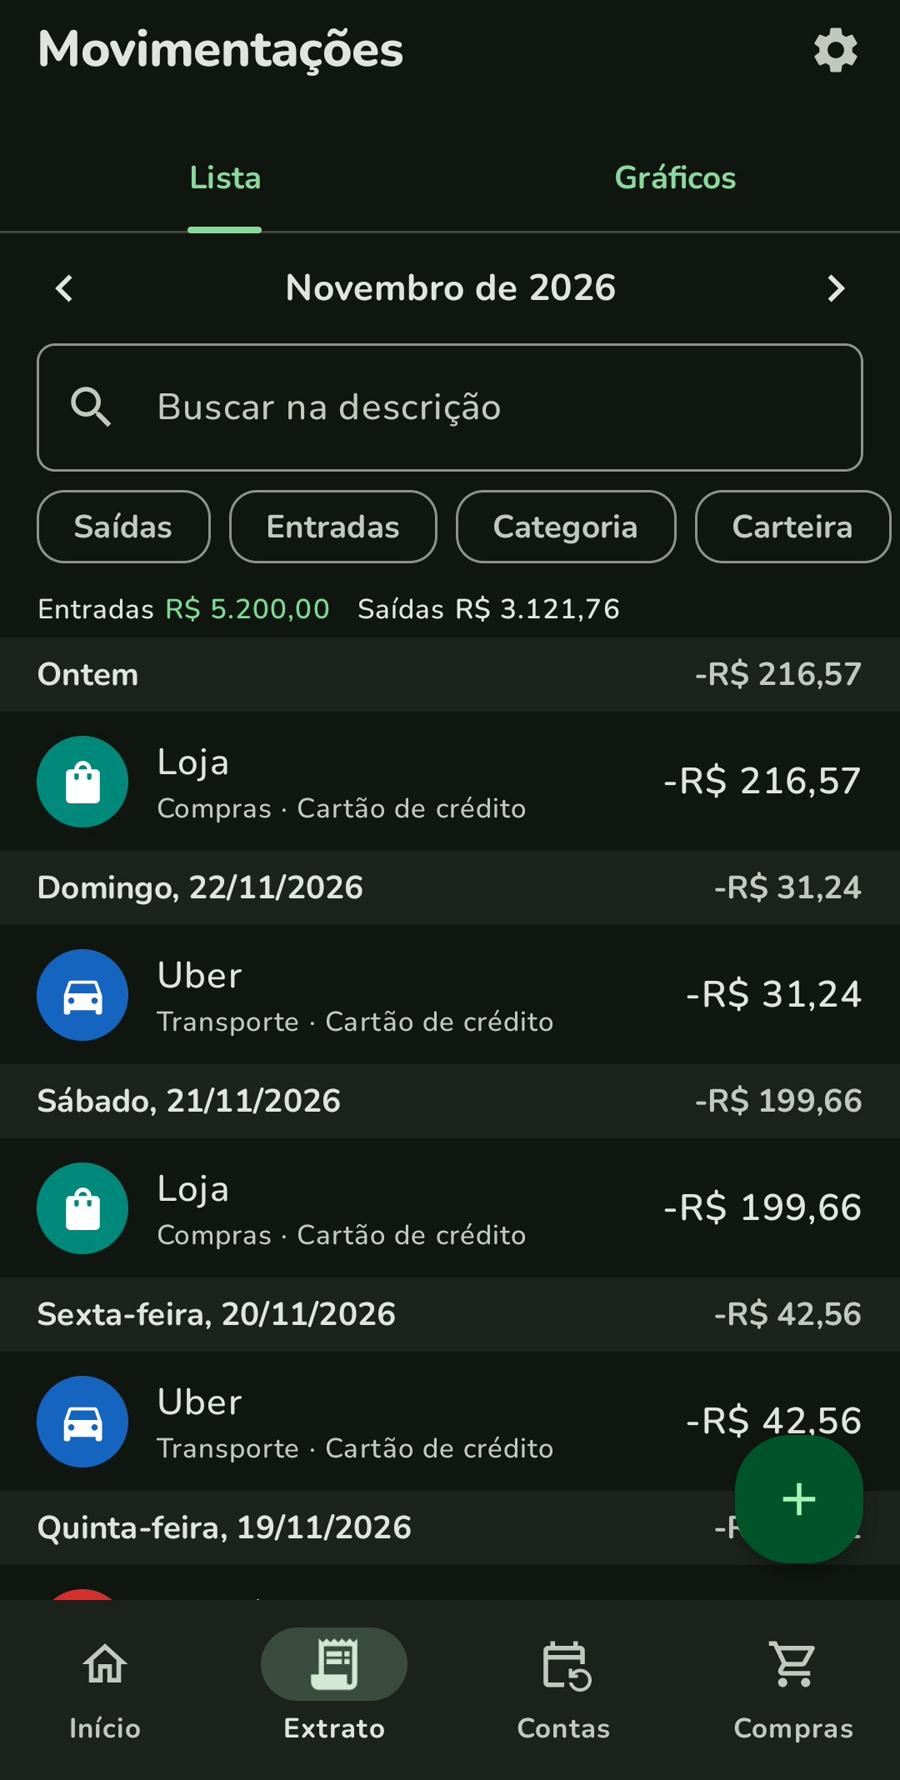 Movimentações
Lista Gráficos
Novembro de 2026
Buscar na descrição
Saídas Entradas Categoria Carteira
Entradas R$ 5.200,00 Saídas R$ 3.121,76
Ontem -R$ 216,57
Loja
-R$ 216,57
Compras · Cartão de crédito
Domingo, 22/11/2026 -R$ 31,24
Uber
-R$ 31,24
Transporte · Cartão de crédito
Sábado, 21/11/2026 -R$ 199,66
Loja
-R$ 199,66
Compras · Cartão de crédito
Sexta-feira, 20/11/2026 -R$ 42,56
Uber
-R$ 42,56
Transporte · Cartão de crédito
Quinta-feira, 19/11/2026
Início Extrato Contas Compras